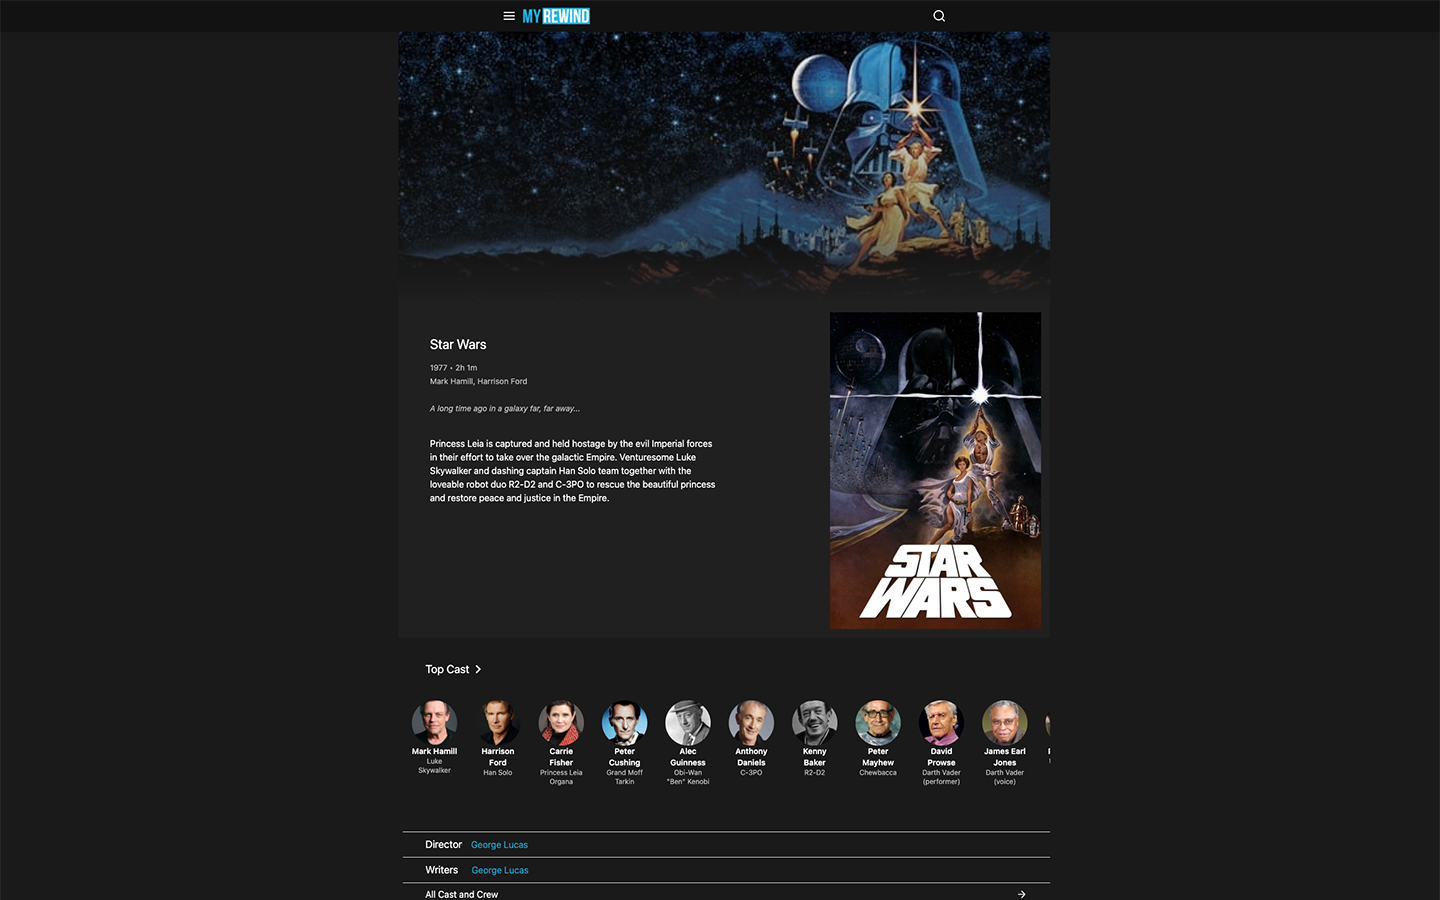 MY REWIND
Star Wars
1977 • 2h 1m
Mark Hamill, Harrison Ford
A long time ago in a galaxy far, far away...
Princess Leia is captured and held hostage by the evil Imperial forces
in their effort to take over the galactic Empire. Venturesome Luke
Skywalker and dashing captain Han Solo team together with the
loveable robot duo R2-D2 and C-3PO to rescue the beautiful princess
and restore peace and justice in the Empire.
STAR
WARS
Top Cast
Mark Hamill
Luke
Skywalker
Harrison
Ford
Han Solo
Carrie
Fisher
Princess Leia
Organa
Peter
Cushing
Grand Moff
Tarkin
Alec
Guinness
Obi-Wan
"Ben" Kenobi
Anthony
Daniels
C-3PO
Kenny
Baker
R2-D2
Peter
Mayhew
Chewbacca
David
Prowse
Darth Vader
(performer)
James Earl
Jones
Darth Vader
(voice)
Director George Lucas
Writers George Lucas
All Cast and Crew